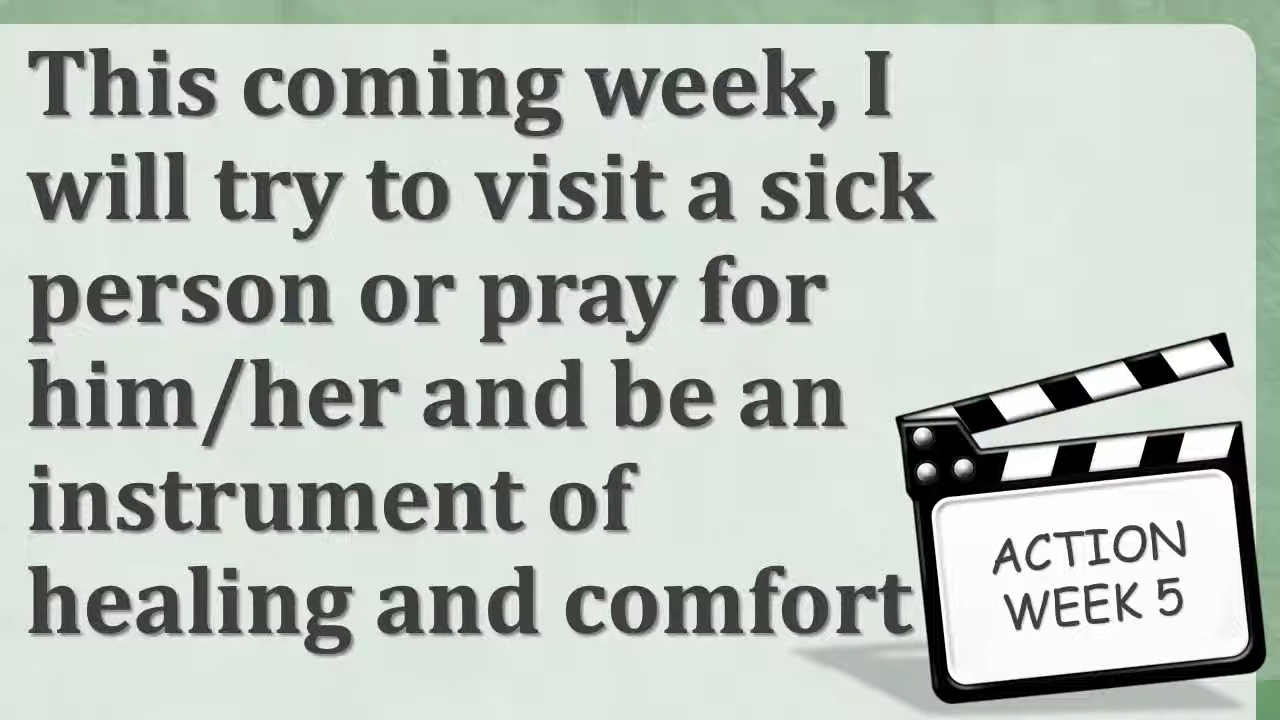 This coming week, I
will try to visit a sick
person or pray for
him/her and be an
instrument of
healing and comfort
ACTION
WEEK 5